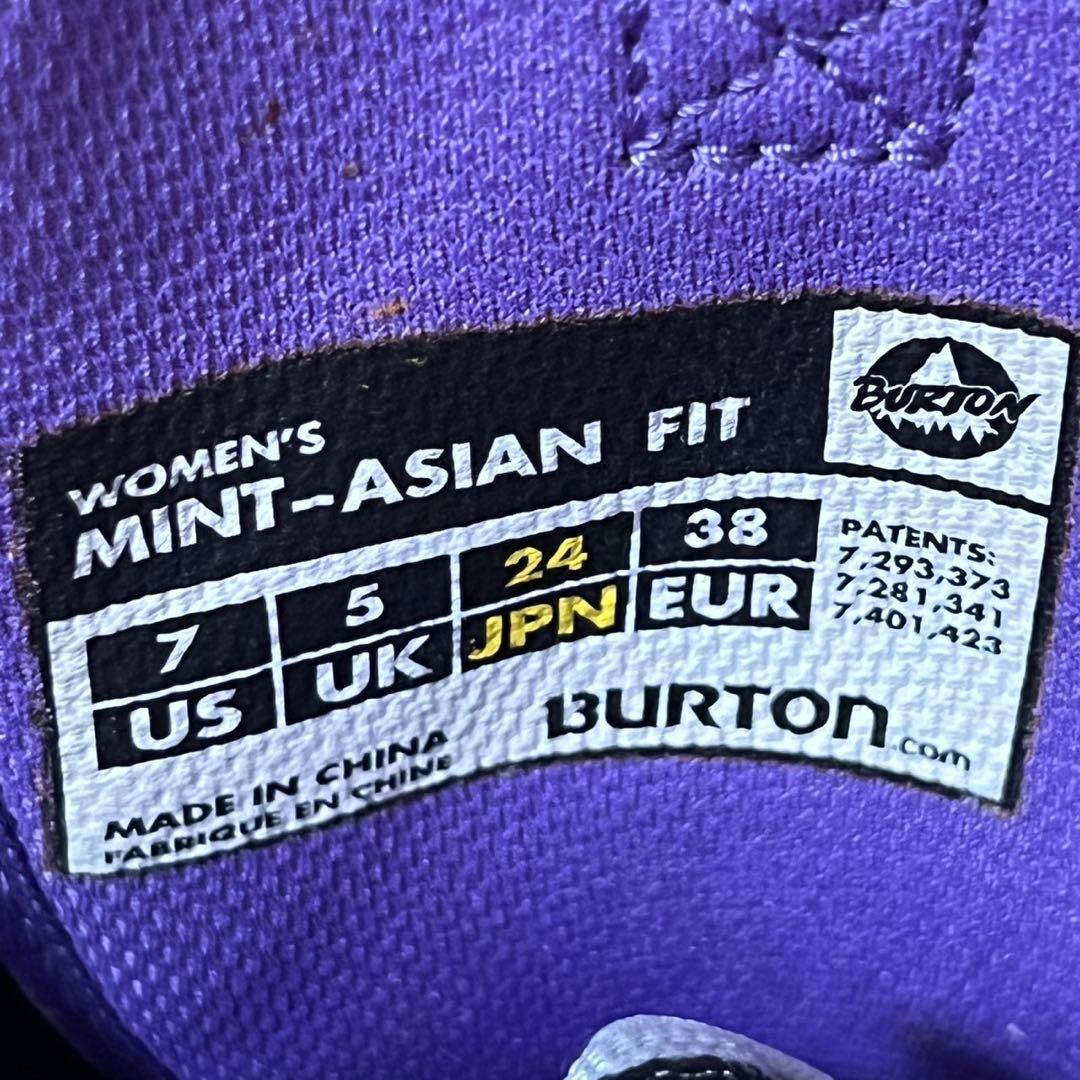 WOMEN'S
MINT-ASIAN FIT
BURTON
7 5 24 38
US UK JPN EUR
PATENTS:
7,293,373
7,281,341
7,401,423
BURTON.com
MADE IN CHINA
FABRIQUE EN CHINE